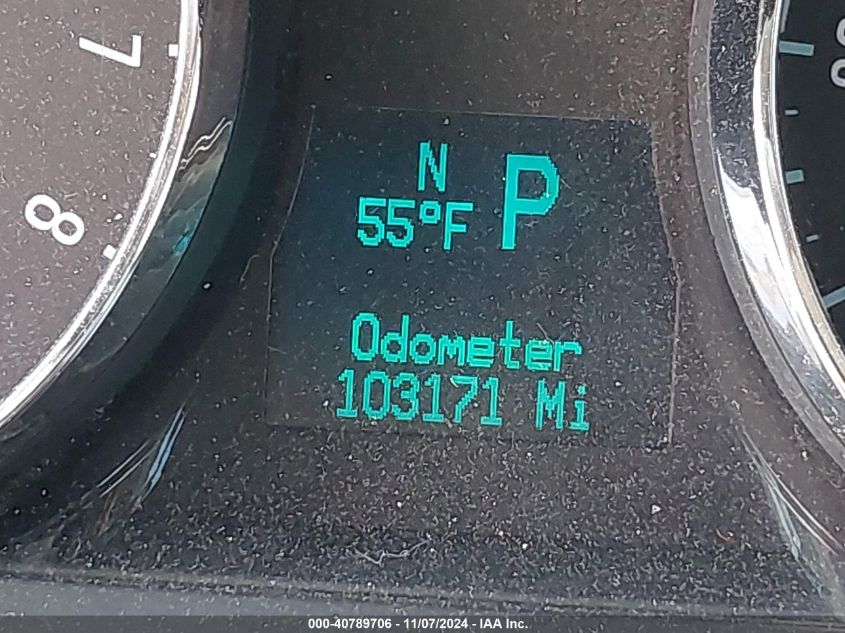 7
8
N
55°F P
Odometer
103171 Mi
000-40789706 - 11/07/2024 - IAA Inc.